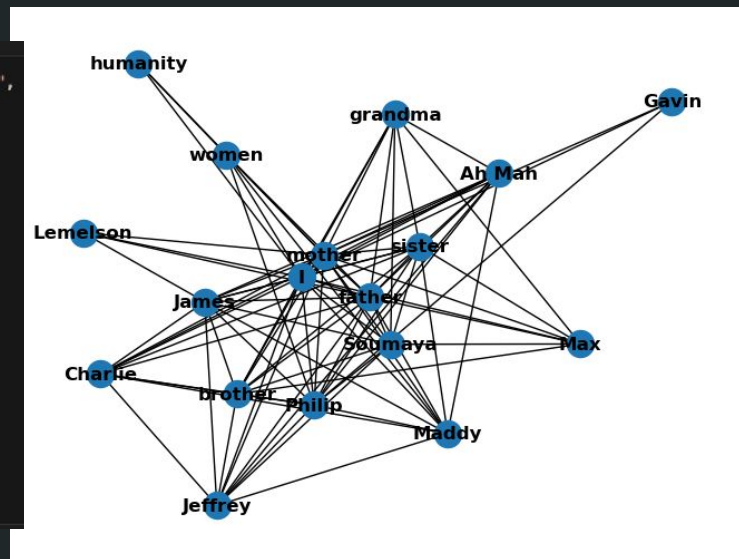 humanity
",
Gavin
grandma
women
Ah Mah
Lemelson
sister
mother
I
father
James
Soumaya
Max
Charlie
brother
Philip
Maddy
Jeffrey